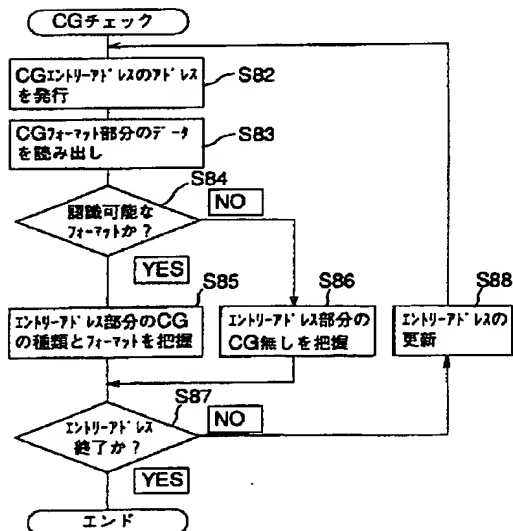 CGチェック
CGエントリーアドレスのアドレス
を発行
S82
CGフォーマット部分のデータ
を読み出し
S83
S84
認識可能な
フォーマットか?
NO
YES
S85
エントリーアドレス部分のCG
の種類とフォーマットを把握
S86
エントリーアドレス部分の
CG無しを把握
S88
エントリーアドレスの
更新
S87
エントリーアドレス
終了か?
NO
YES
エンド